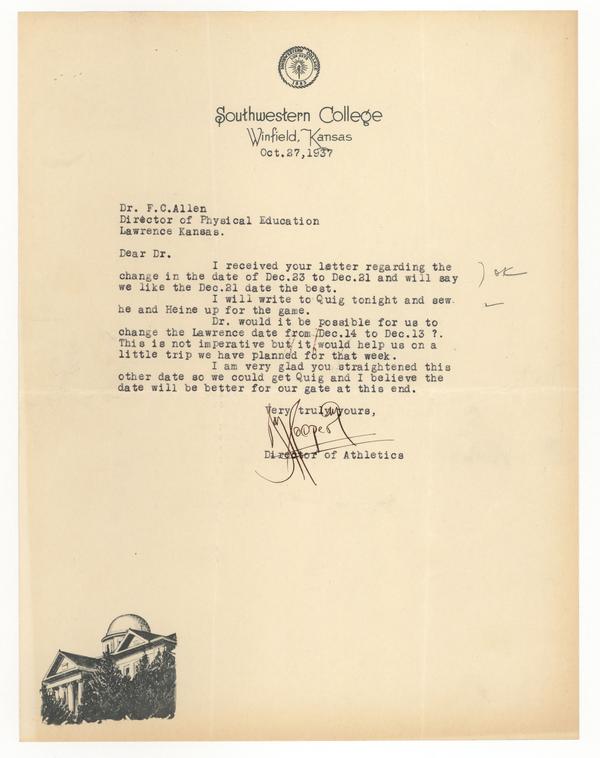 SOUTHWESTERN COLLEGE
1885
Southwestern College
Winfield, Kansas
Oct.27,1937
Dr. F.C.Allen
Director of Physical Education
Lawrence Kansas.
Dear Dr.
I received your letter regarding the
change in the date of Dec.23 to Dec.21 and will say
we like the Dec.21 date the best.
I will write to Quig tonight and sew
he and Heine up for the game.
Dr. would it be possible for us to
change the Lawrence date from Dec.14 to Dec.13 ?.
This is not imperative but it would help us on a
little trip we have planned for that week.
I am very glad you straightened this
other date so we could get Quig and I believe the
date will be better for our gate at this end.
Very truly yours,
Director of Athletics
ok